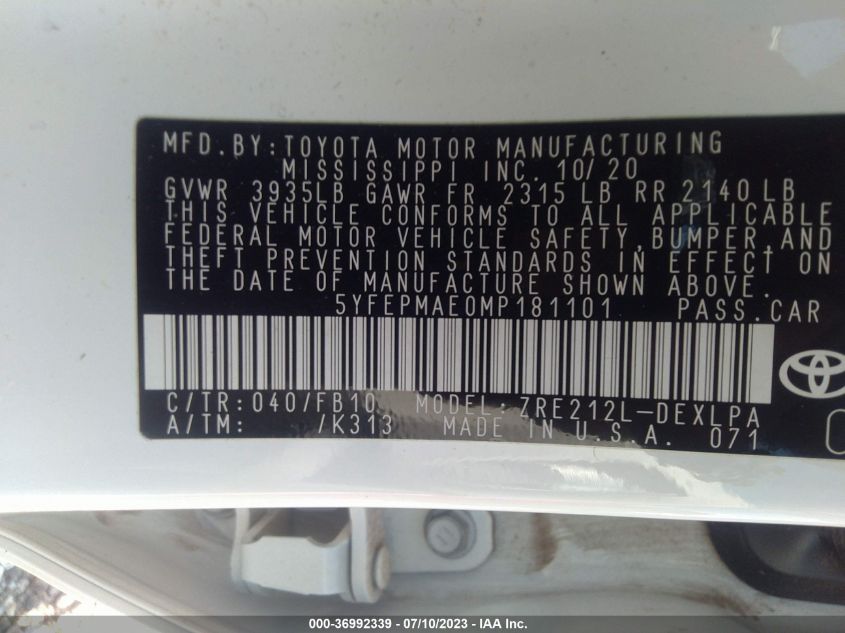 MFD.BY:TOYOTA MOTOR MANUFACTURING
MISSISSIPPI INC. 10/20
GVWR 3935LB GAWR FR 2315 LB RR 2140 LB
THIS VEHICLE CONFORMS TO ALL APPLICABLE
FEDERAL MOTOR VEHICLE SAFETY,BUMPER,AND
THEFT PREVENTION STANDARDS IN EFFECT ON
THE DATE OF MANUFACTURE SHOWN ABOVE.
5YFEPMAE0MP181101 PASS.CAR
C/TR:040/FB10 MODEL:ZRE212L-DEXLPA
A/TM: /K313 MADE IN U.S.A. 071
000-36992339 - 07/10/2023 - IAA Inc.